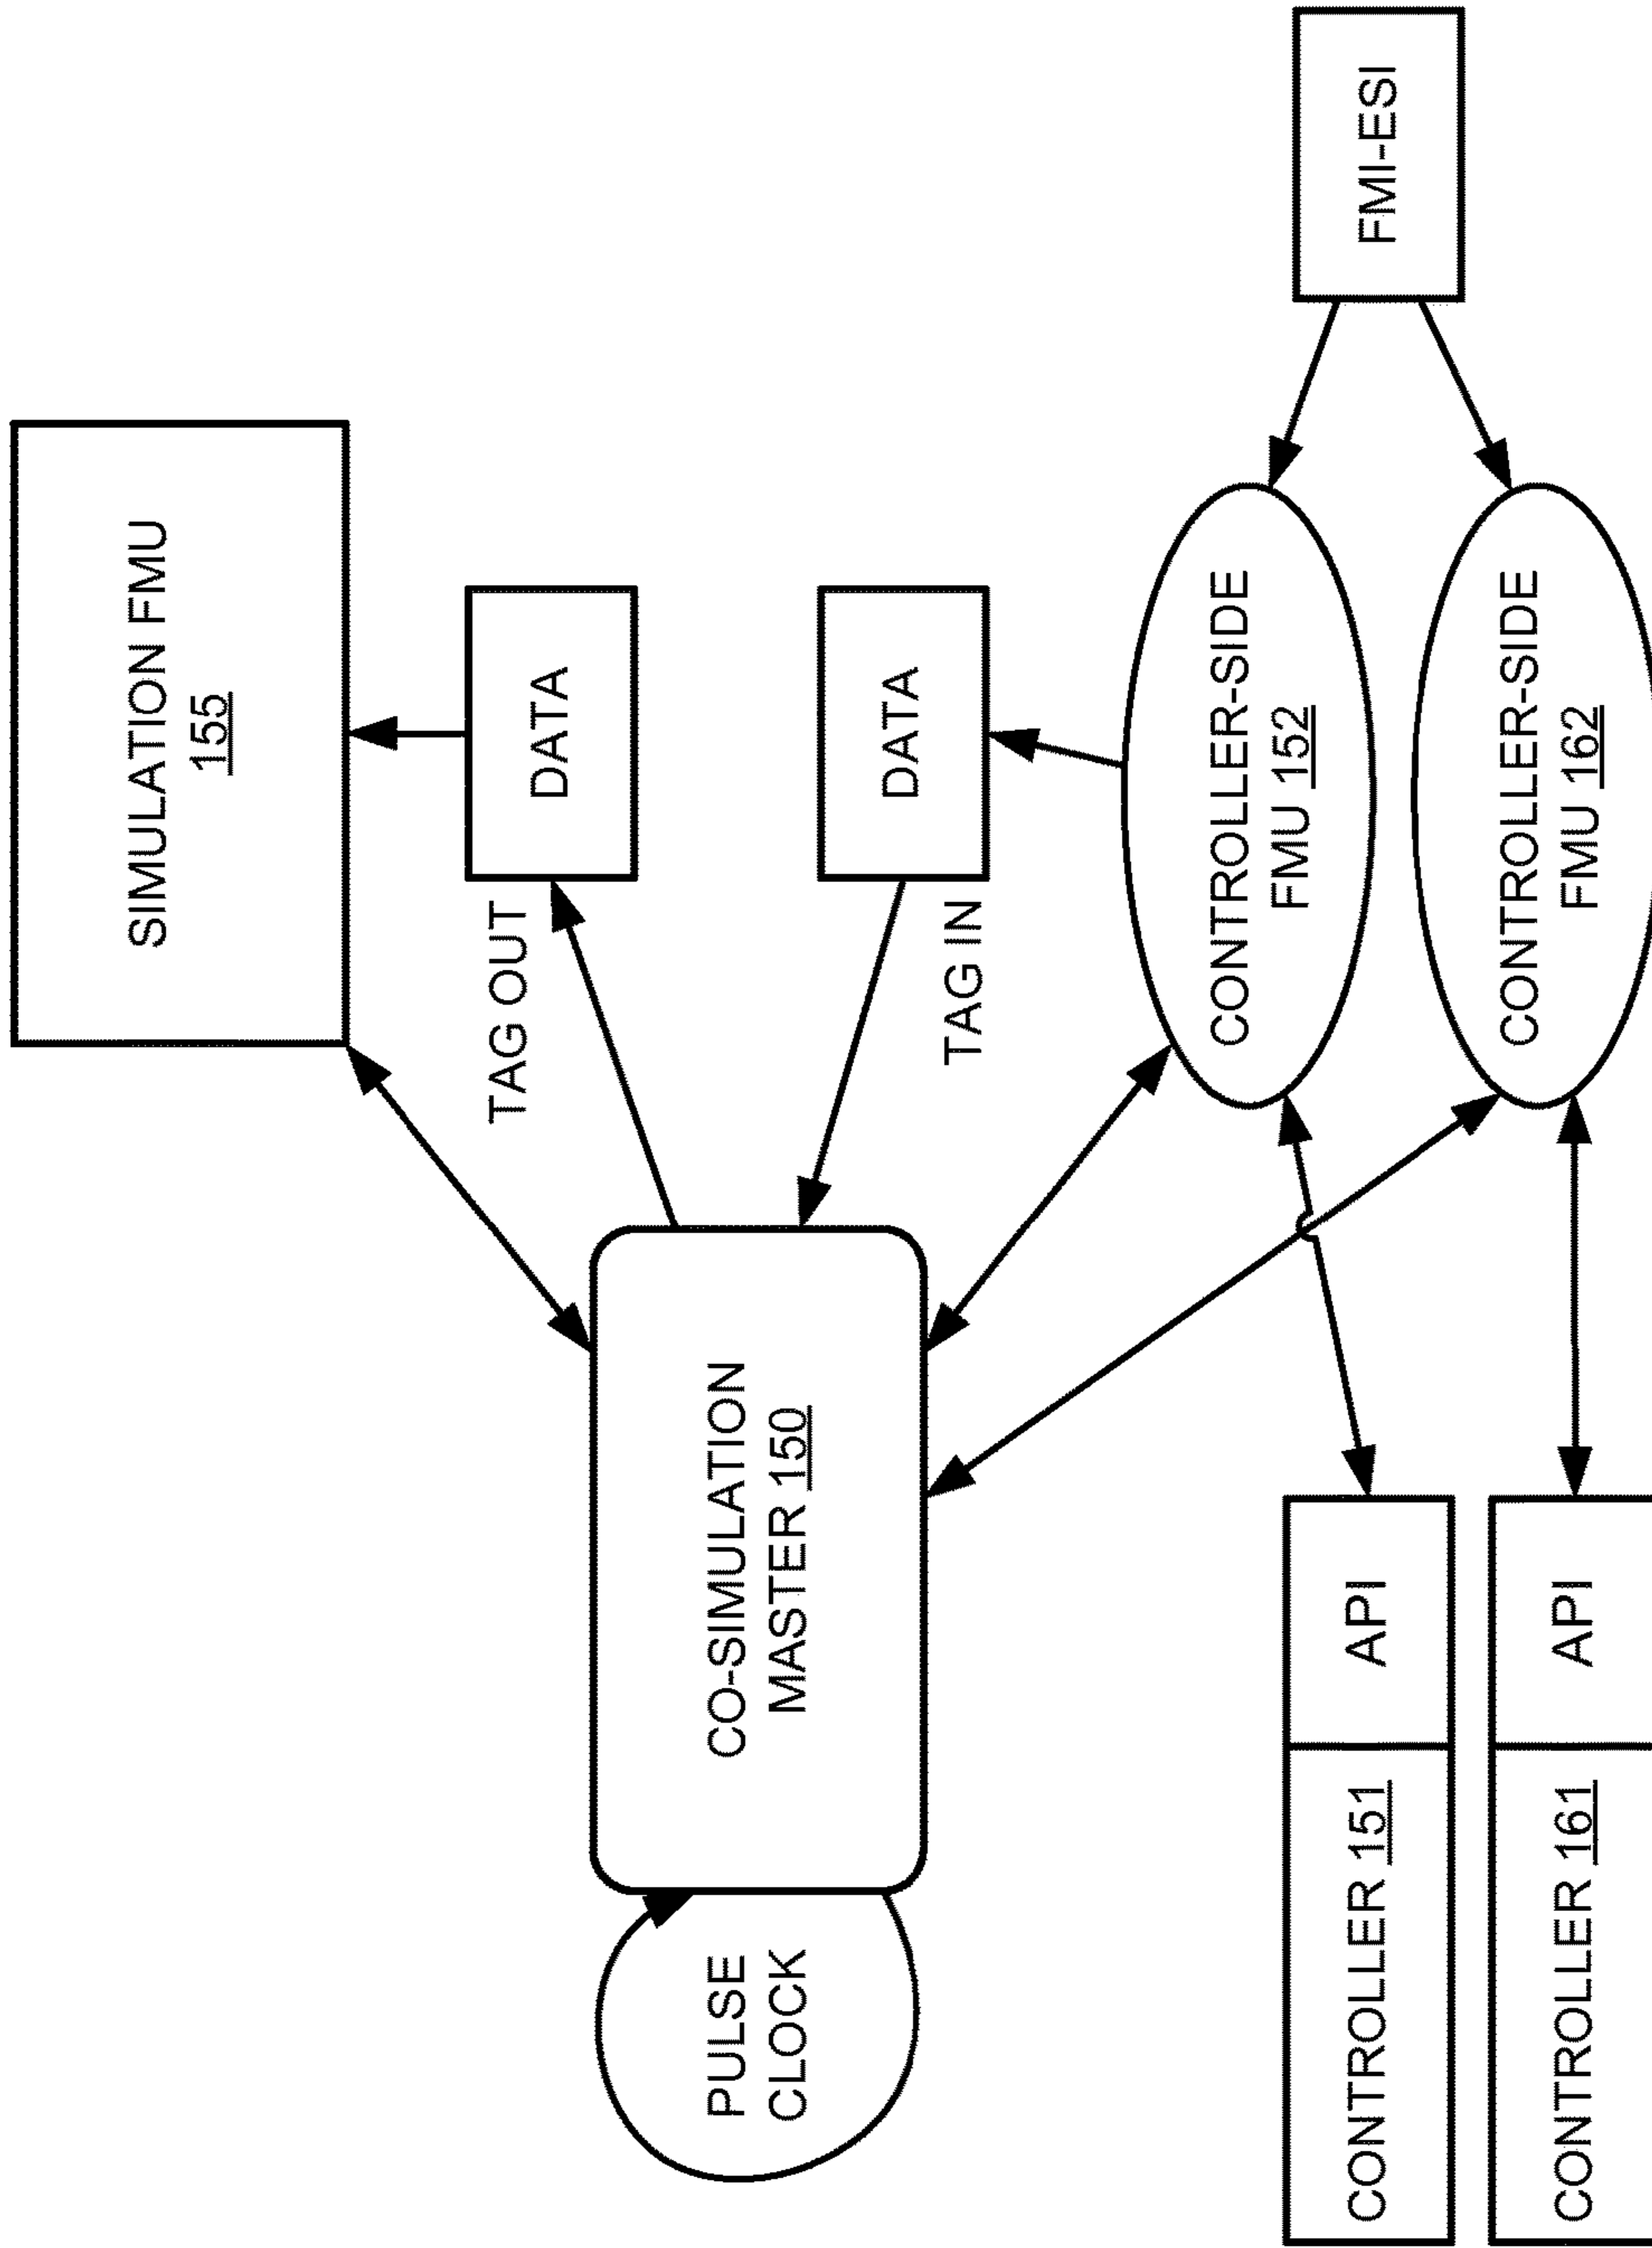 SIMULATION FMU
155
TAG OUT
DATA
DATA
TAG IN
PULSE
CLOCK
CO-SIMULATION
MASTER 150
CONTROLLER-SIDE
FMU 152
FMI-ESI
CONTROLLER 151
API
CONTROLLER-SIDE
FMU 162
CONTROLLER 161
API